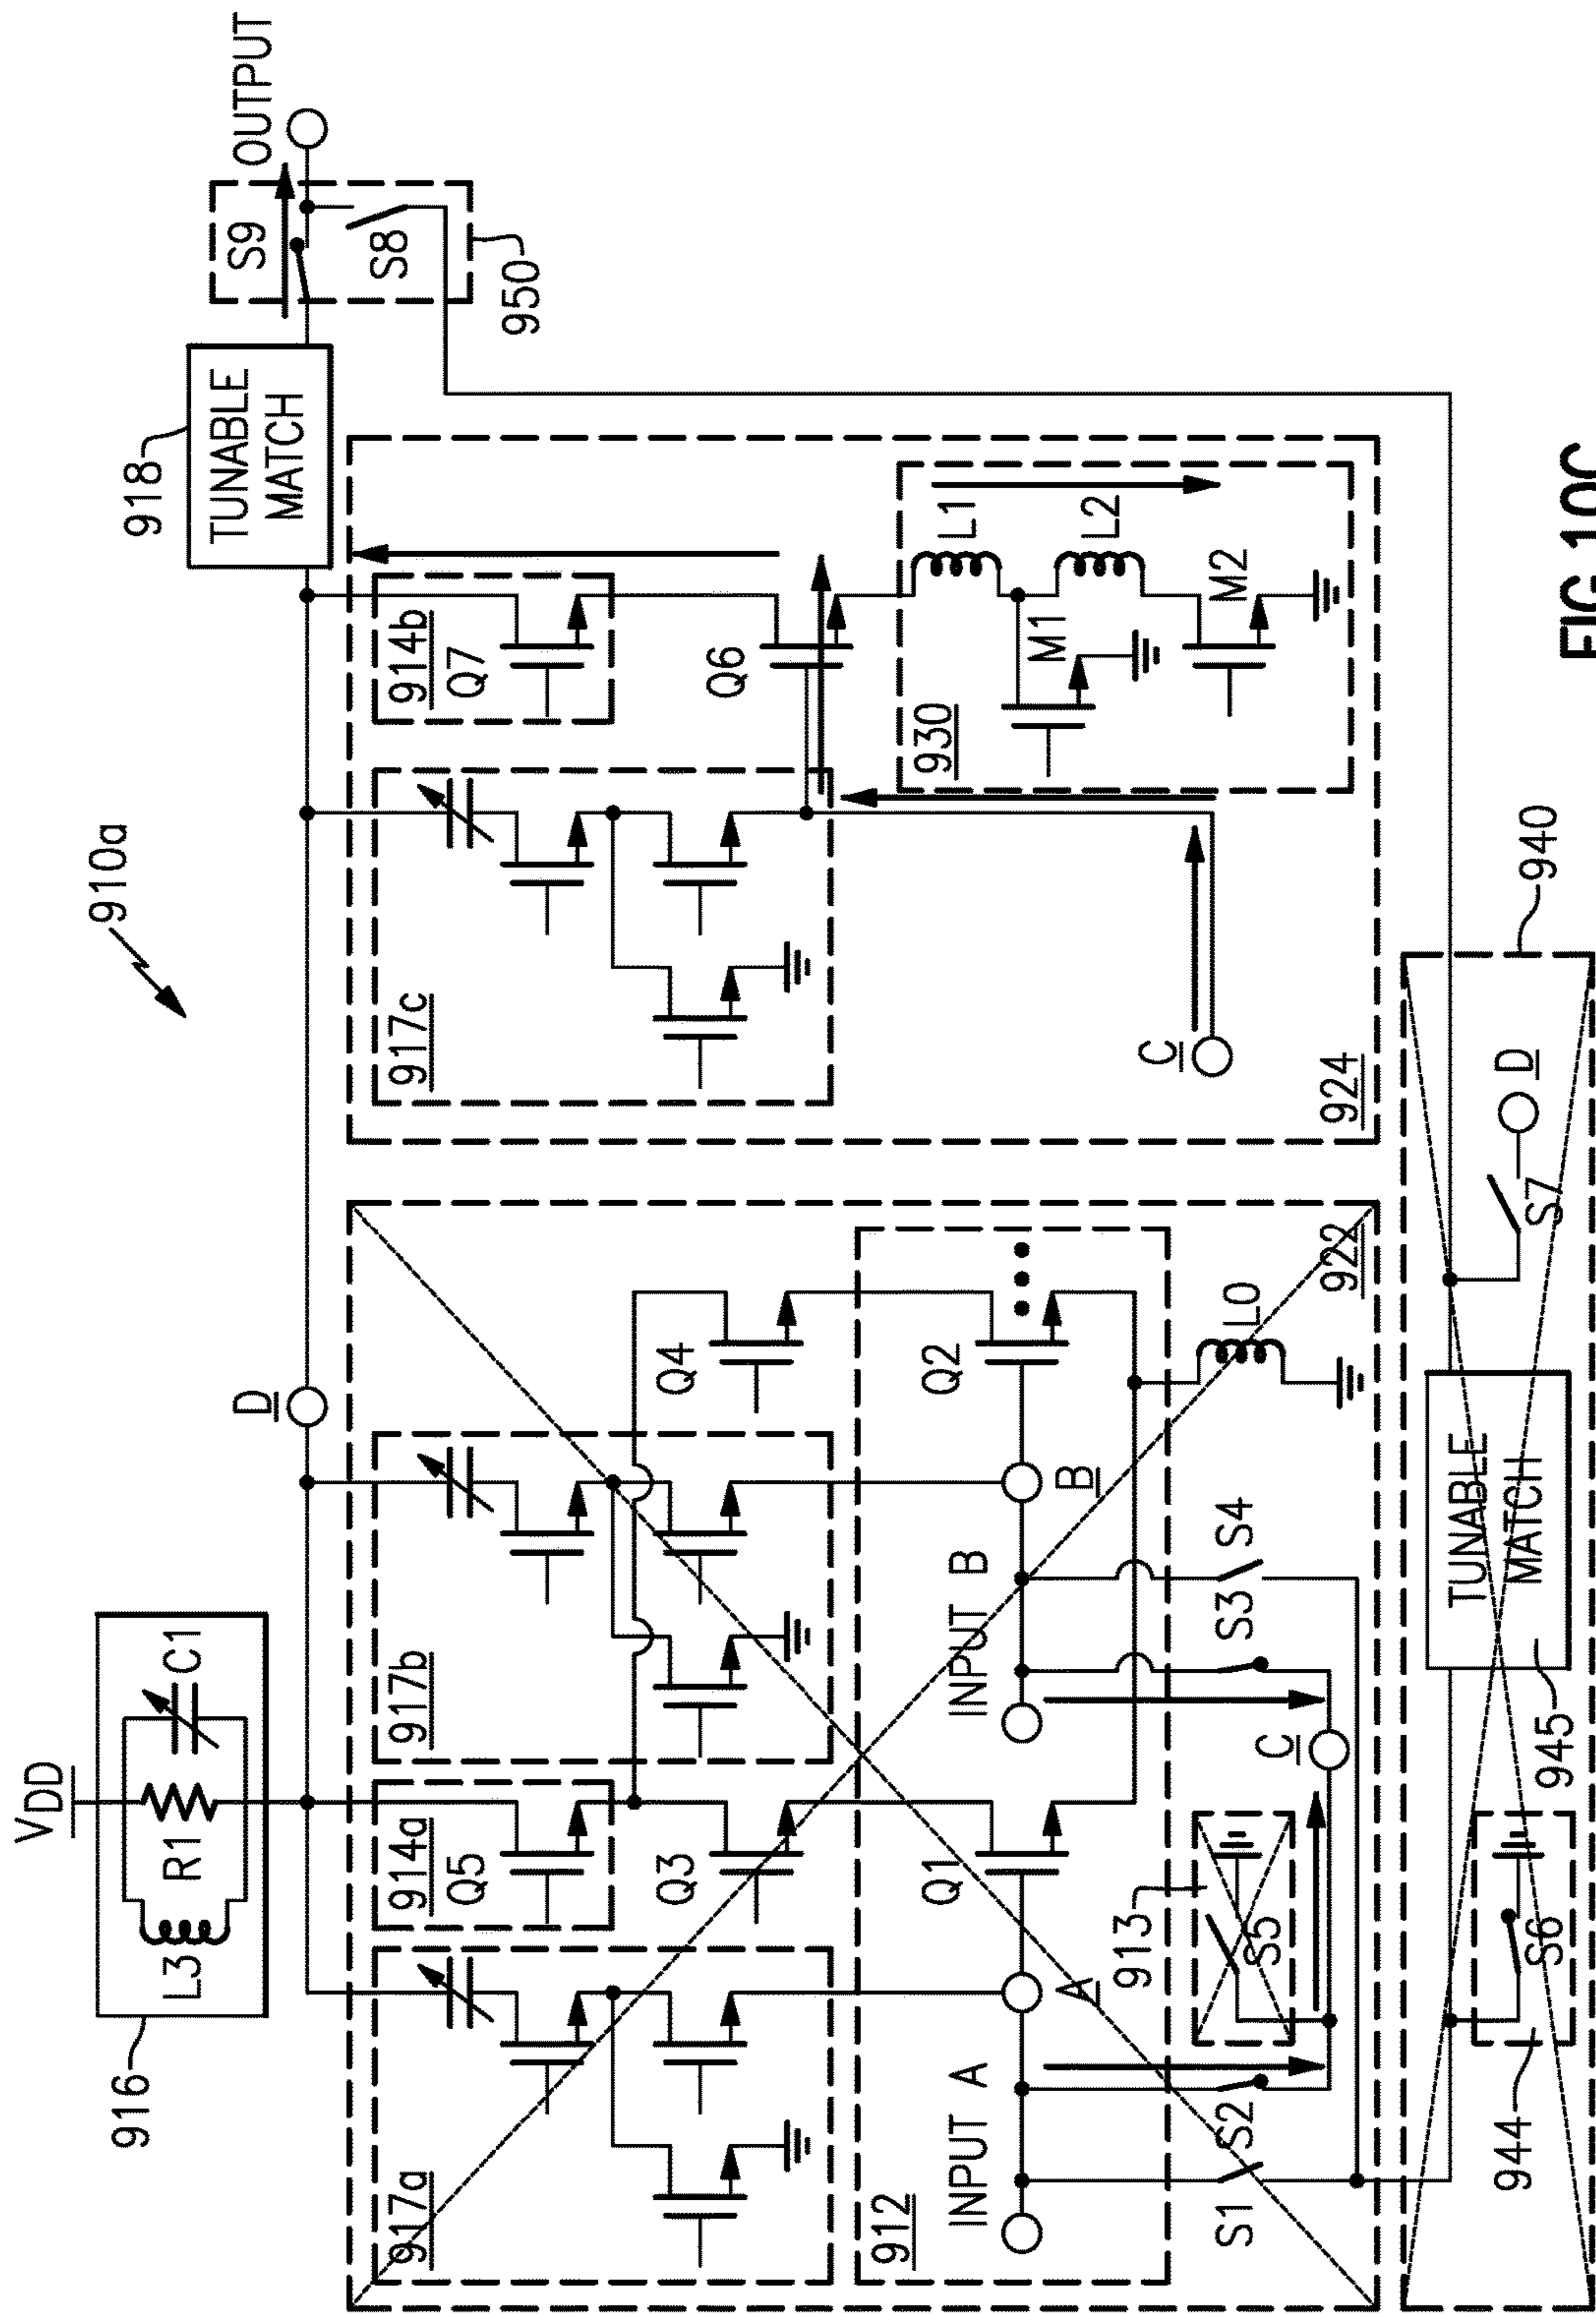 910a
V_DD
916
L3
R1
C1
D
918
TUNABLE
MATCH
S9
OUTPUT
S8
950
917a
914a
Q5
917b
Q3
Q4
917c
914b
Q7
Q6
912
INPUT A
A
Q1
INPUT B
B
Q2
930
M1
L1
L2
M2
S1
S2
913
S5
C
S3
S4
L0
922
C
924
944
S6
945
TUNABLE
MATCH
S7
D
940
FIG.10C